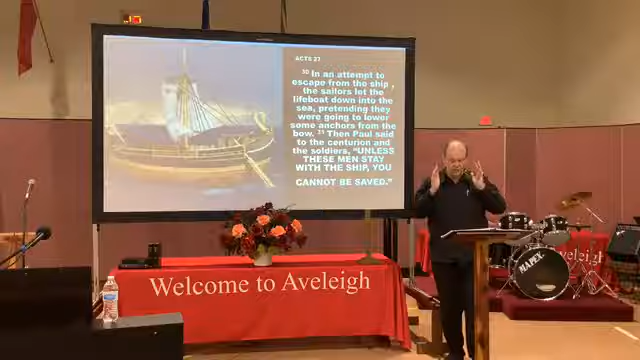 ACTS 27
30 In an attempt to
escape from the ship ,
the sailors let the
lifeboat down into the
sea, pretending they
were going to lower
some anchors from the
bow. 31 Then Paul said
to the centurion and
the soldiers, "UNLESS
THESE MEN STAY
WITH THE SHIP, YOU
CANNOT BE SAVED."
Welcome to Aveleigh
MAPEX
veleigh